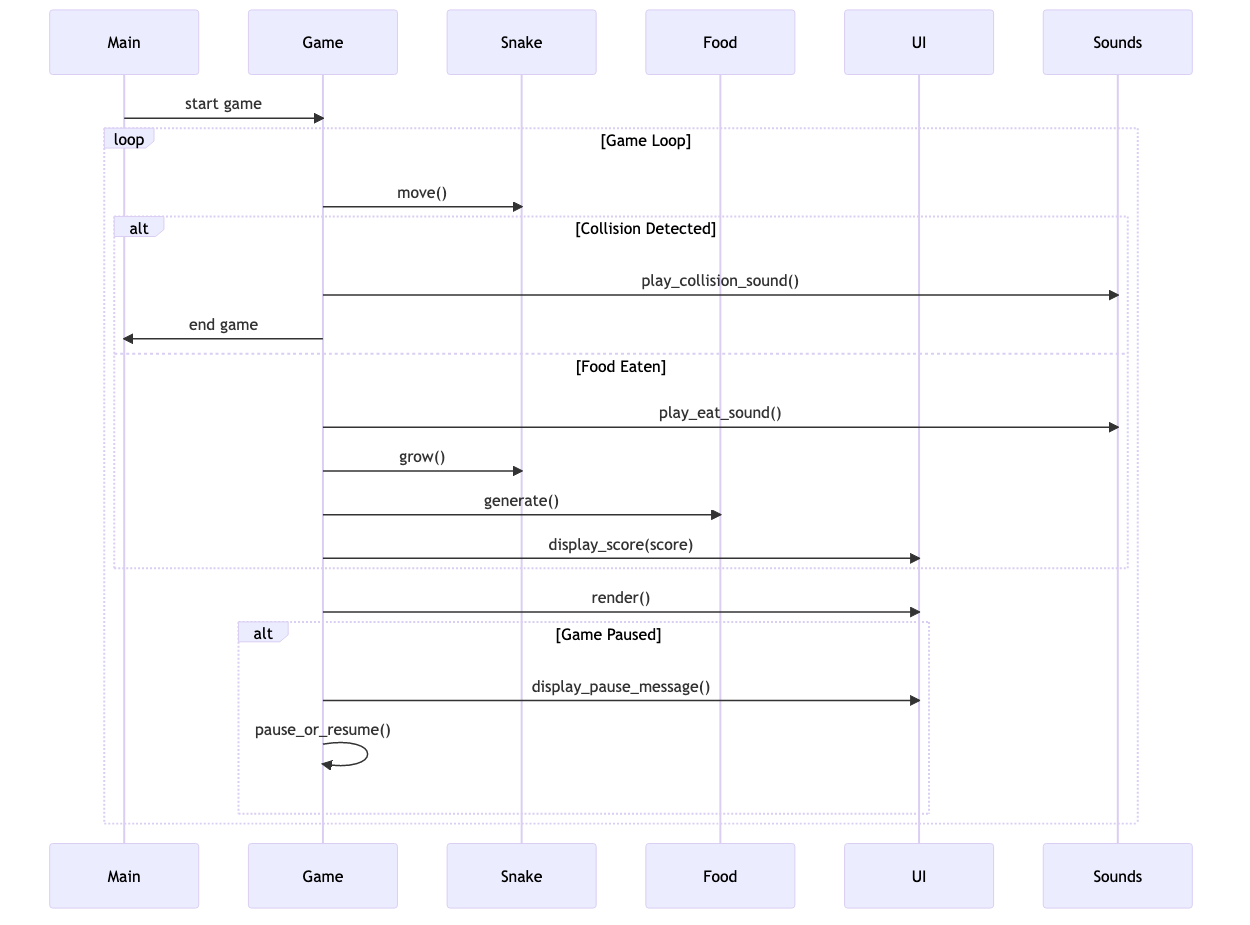 Main
Game
Snake
Food
UI
Sounds
start game
loop
[Game Loop]
move()
alt
[Collision Detected]
play_collision_sound()
end game
[Food Eaten]
play_eat_sound()
grow()
generate()
display_score(score)
render()
alt
[Game Paused]
display_pause_message()
pause_or_resume()
Main
Game
Snake
Food
UI
Sounds